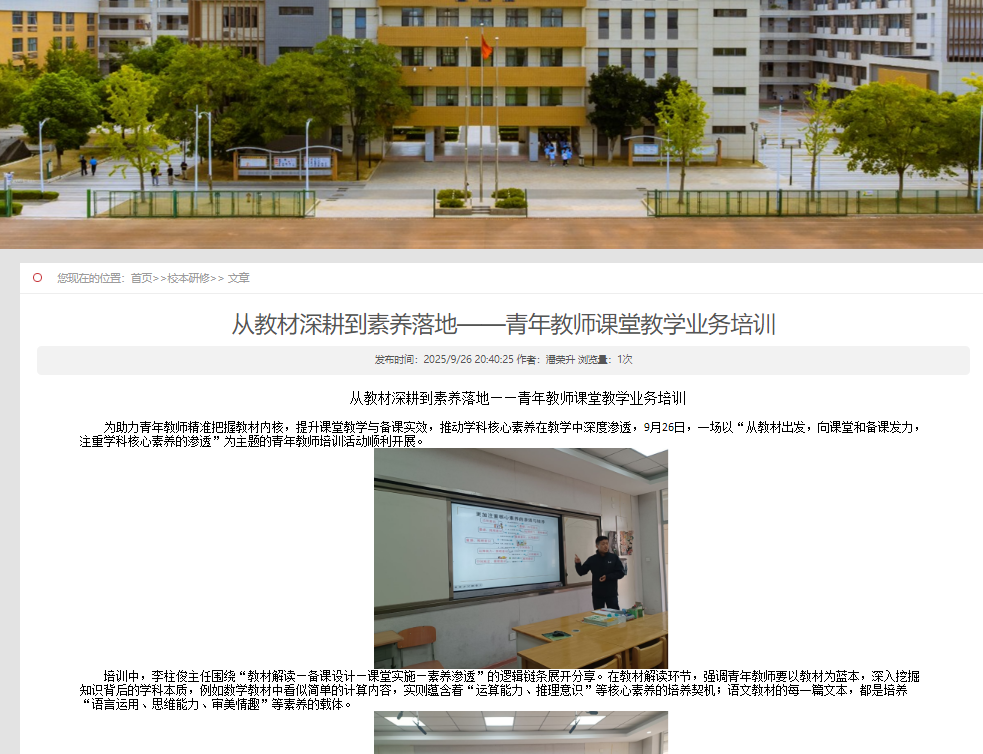 您现在的位置：首页>>校本研修>> 文章
从教材深耕到素养落地——青年教师课堂教学业务培训
发布时间：2025/9/26 20:40:25 作者：潘荣升 浏览量：1次
从教材深耕到素养落地——青年教师课堂教学业务培训
为助力青年教师精准把握教材内核，提升课堂教学与备课实效，推动学科核心素养在教学中深度渗透，9月26日，一场以“从教材出发，向课堂和备课发力，
注重学科核心素养的渗透”为主题的青年教师培训活动顺利开展。
培训中，李柱俊主任围绕“教材解读—备课设计—课堂实施—素养渗透”的逻辑链条展开分享。在教材解读环节，强调青年教师要以教材为蓝本，深入挖掘
知识背后的学科本质，例如数学教材中看似简单的计算内容，实则蕴含着“运算能力、推理意识”等核心素养的培养契机；语文教材的每一篇文本，都是培养
“语言运用、思维能力、审美情趣”等素养的载体。